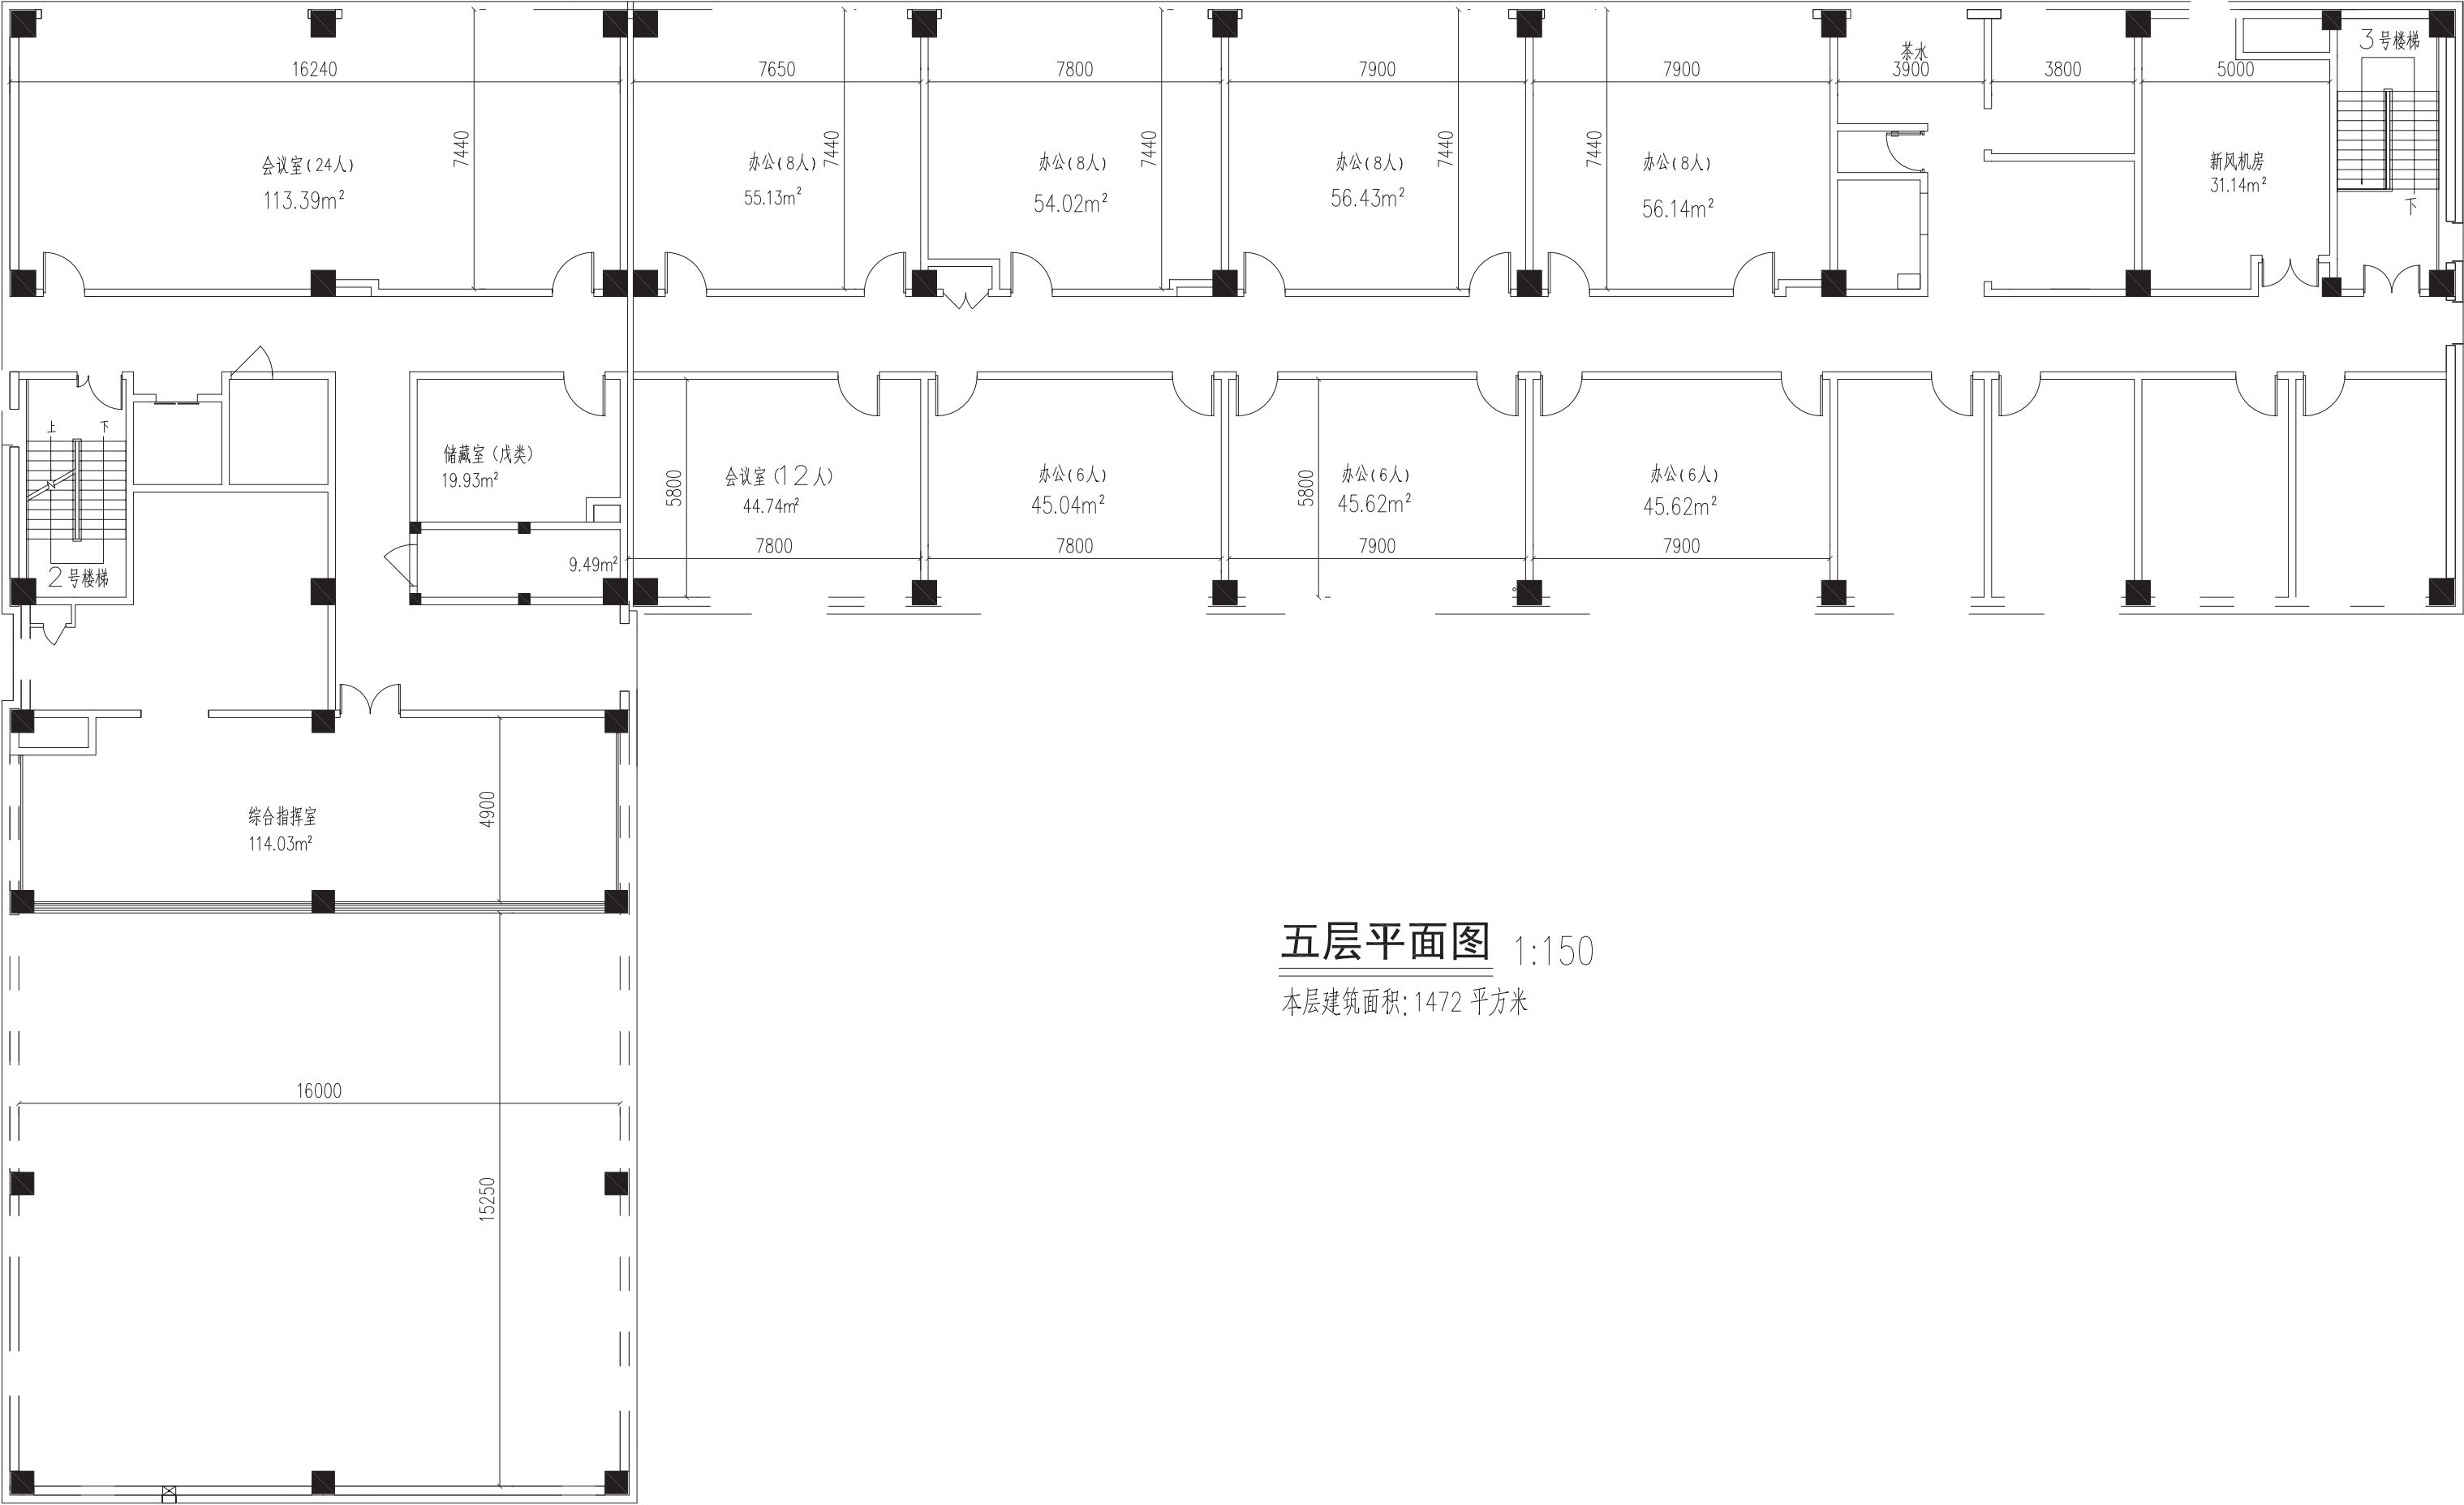 茶水
3号楼梯
16240
7650
7800
7900
7900
3900
3800
5000
7440
7440
7440
7440
7440
会议室(24人)
113.39m²
办公(8人)
55.13m²
办公(8人)
54.02m²
办公(8人)
56.43m²
办公(8人)
56.14m²
新风机房
31.14m²
下
上
下
储藏室(戊类)
19.93m²
5800
会议室(12人)
44.74m²
办公(6人)
45.04m²
5800
办公(6人)
45.62m²
办公(6人)
45.62m²
7800
7800
7900
7900
2号楼梯
9.49m²
综合指挥室
114.03m²
4900
五层平面图 1:150
本层建筑面积:1472平方米
16000
15250